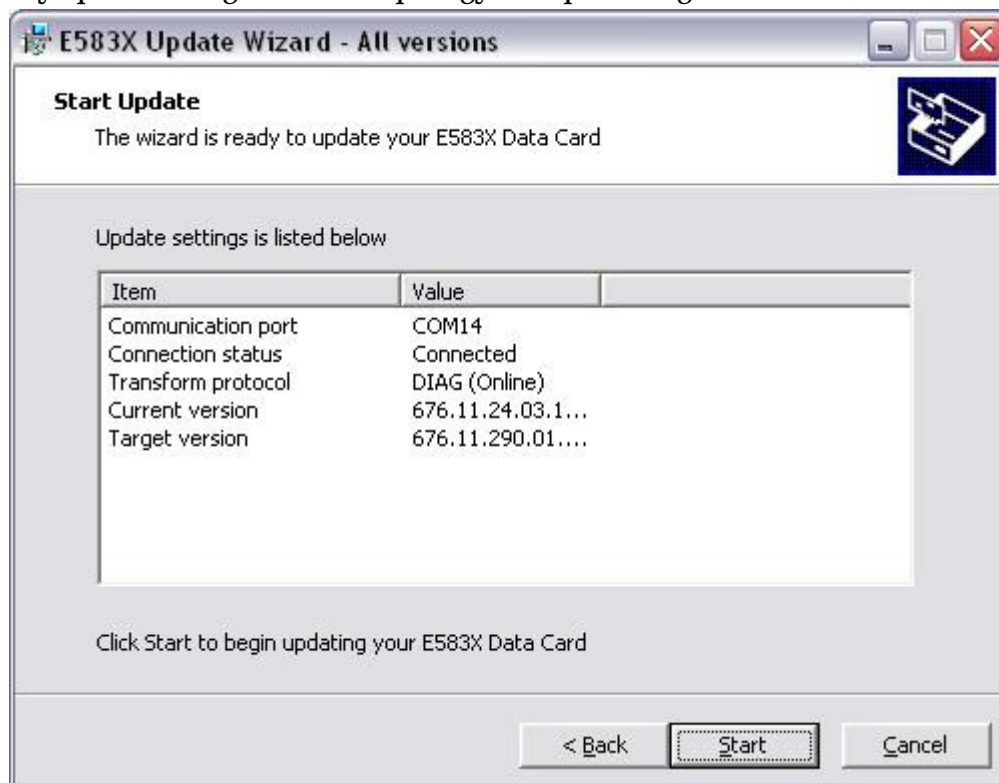 E583X Update Wizard - All versions
Start Update
The wizard is ready to update your E583X Data Card
Update settings is listed below
Item Value
Communication port COM14
Connection status Connected
Transform protocol DIAG (Online)
Current version 676.11.24.03.1...
Target version 676.11.290.01....
Click Start to begin updating your E583X Data Card
< Back Start Cancel